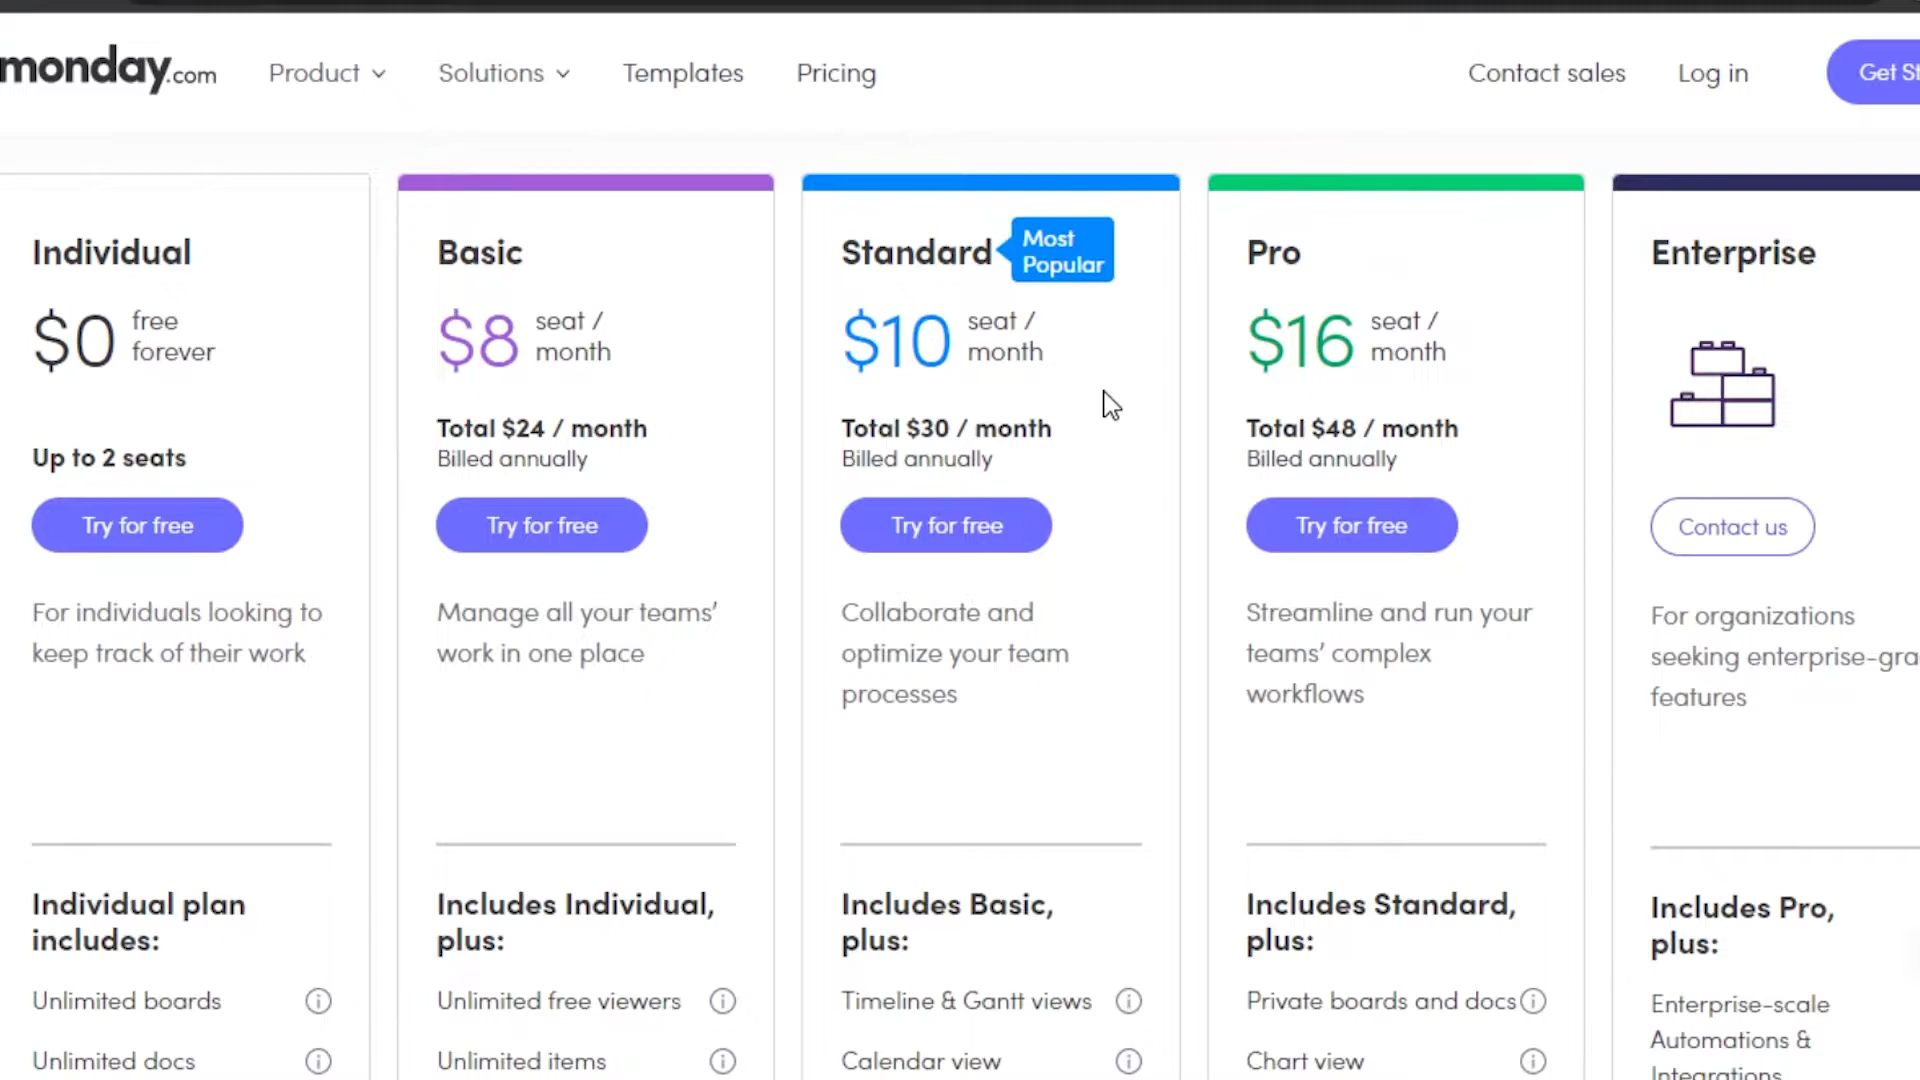 monday.com
Product
Solutions
Templates
Pricing
Contact sales
Log in
Get St
Individual
$0 free
forever
Up to 2 seats
Try for free
For individuals looking to
keep track of their work
Individual plan
includes:
Unlimited boards
Unlimited docs
Basic
$8 seat /
month
Total $24 / month
Billed annually
Try for free
Manage all your teams’
work in one place
Includes Individual,
plus:
Unlimited free viewers
Unlimited items
Standard
Most
Popular
$10 seat /
month
Total $30 / month
Billed annually
Try for free
Collaborate and
optimize your team
processes
Includes Basic,
plus:
Timeline & Gantt views
Calendar view
Pro
$16 seat /
month
Total $48 / month
Billed annually
Try for free
Streamline and run your
teams’ complex
workflows
Includes Standard,
plus:
Private boards and docs
Chart view
Enterprise
Contact us
For organizations
seeking enterprise-gra
features
Includes Pro,
plus:
Enterprise-scale
Automations &
Integrations